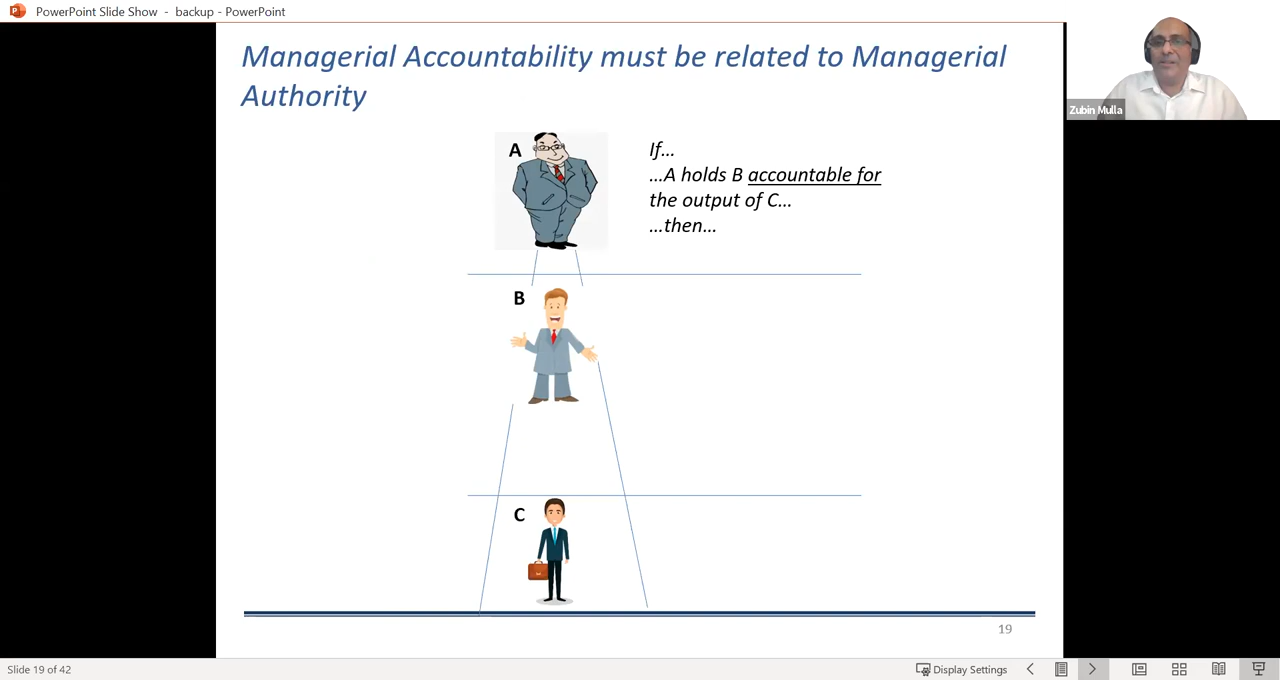 PowerPoint Slide Show - backup - PowerPoint
Managerial Accountability must be related to Managerial
Authority
Zubin Mulla
A
If...
...A holds B accountable for
the output of C...
...then...
B
C
19
Slide 19 of 42
Display Settings